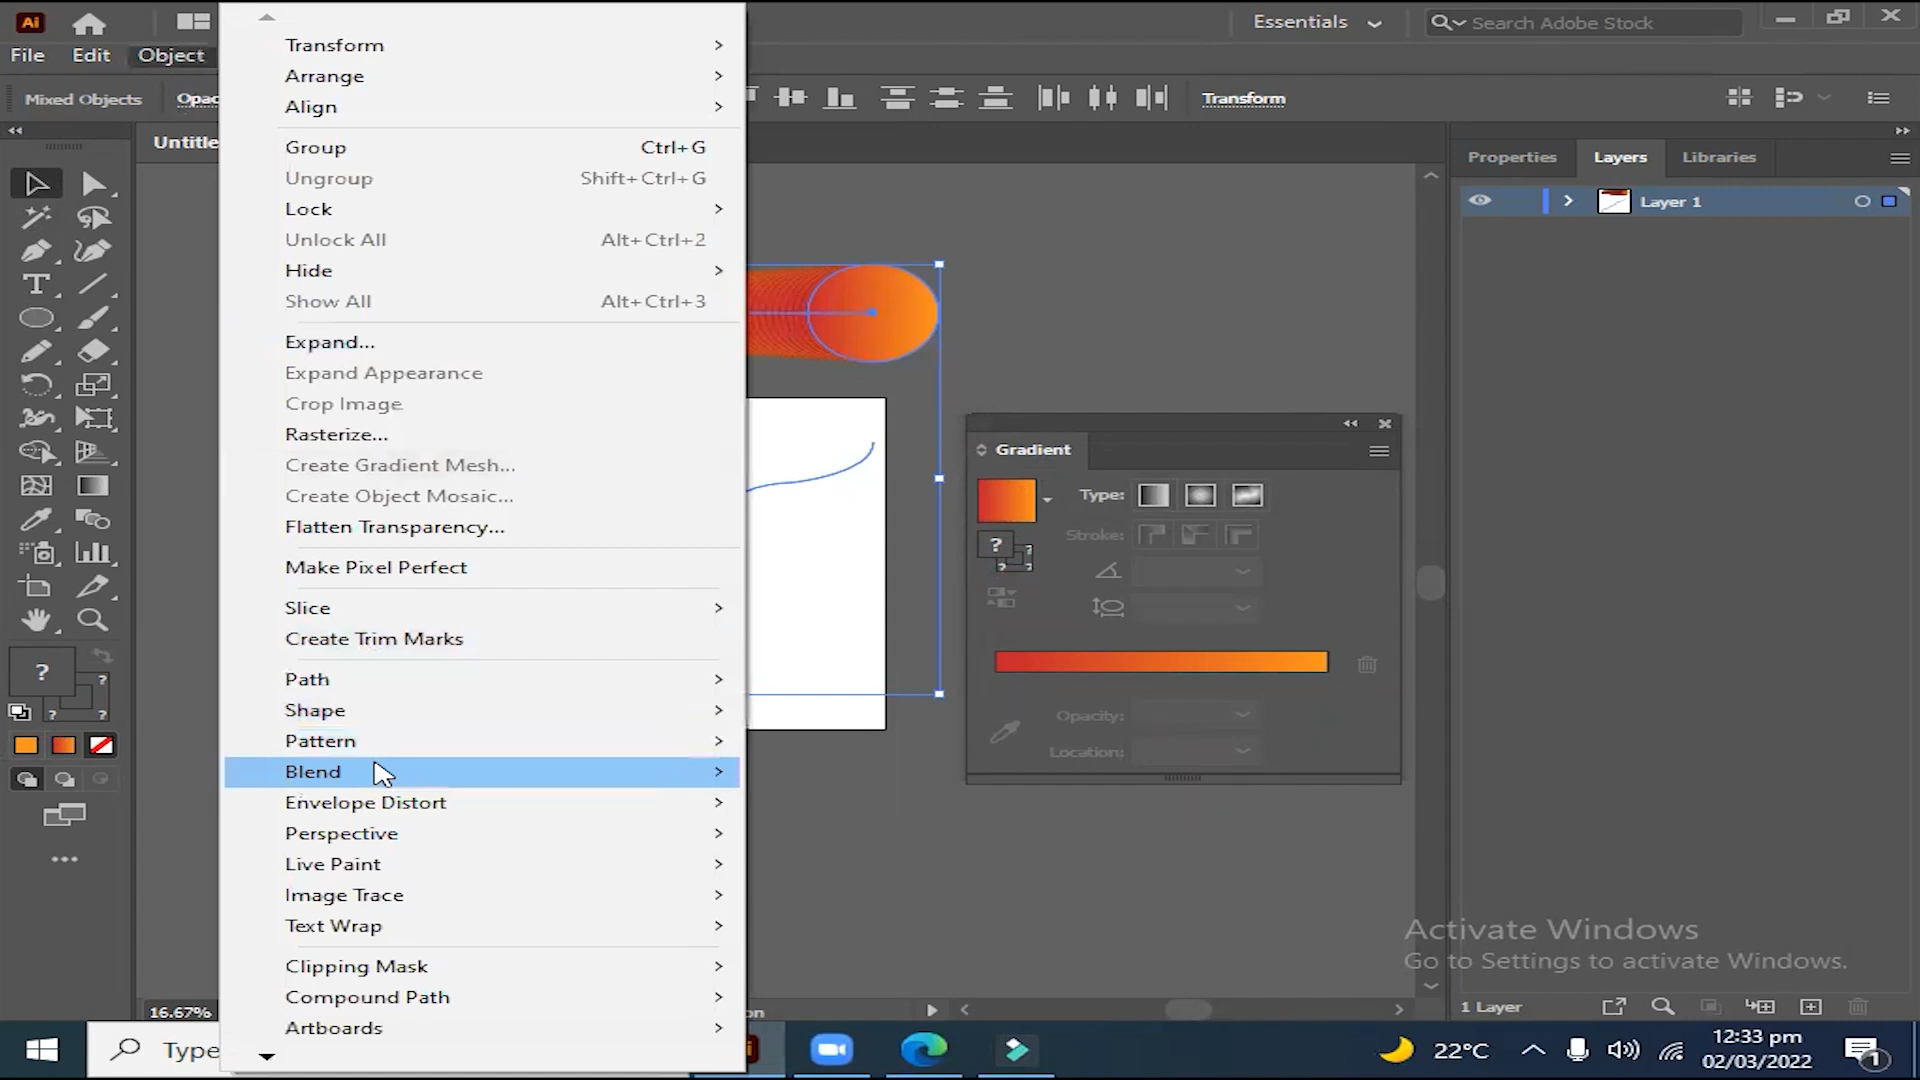 Ai
Essentials
Search Adobe Stock
File Edit Object
Mixed Objects
Transform
Untitle
Transform
Arrange
Align
Group Ctrl+G
Ungroup Shift+Ctrl+G
Lock
Unlock All Alt+Ctrl+2
Hide
Show All Alt+Ctrl+3
Expand...
Expand Appearance
Crop Image
Rasterize...
Create Gradient Mesh...
Create Object Mosaic...
Flatten Transparency...
Make Pixel Perfect
Slice
Create Trim Marks
Path
Shape
Pattern
Blend
Envelope Distort
Perspective
Live Paint
Image Trace
Text Wrap
Clipping Mask
Compound Path
Artboards
Gradient
Type:
Stroke:
Opacity:
Location:
Properties Layers Libraries
Layer 1
Activate Windows
Go to Settings to activate Windows.
16.67%
1 Layer
Type
22°C
12:33 pm
02/03/2022
1